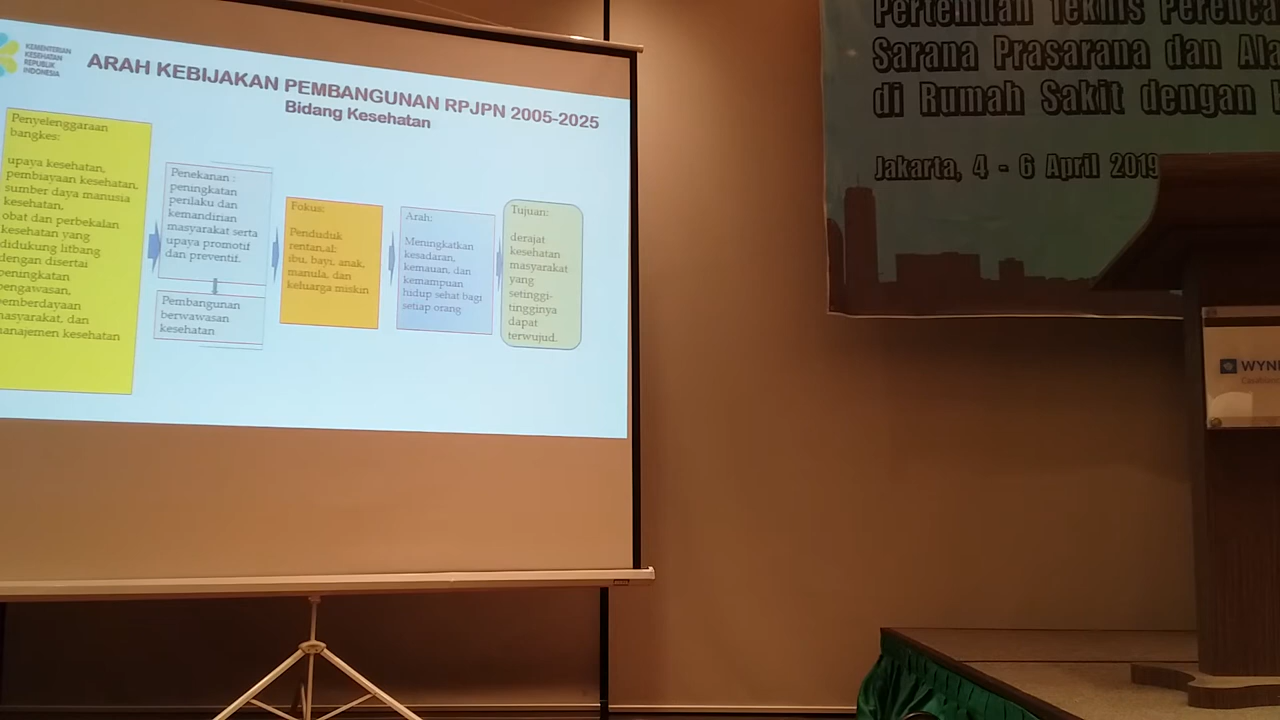 KEMENTERIAN
KESEHATAN
REPUBLIK
INDONESIA
ARAH KEBIJAKAN PEMBANGUNAN RPJPN 2005-2025
Bidang Kesehatan
Penyelenggaraan
bangkes:
upaya kesehatan,
pembiayaan kesehatan,
sumber daya manusia
kesehatan,
obat dan perbekalan
kesehatan yang
didukung litbang
dengan disertai
peningkatan
pengawasan,
pemberdayaan
masyarakat, dan
manajemen kesehatan
Penekanan :
peningkatan
perilaku dan
kemandirian
masyarakat serta
upaya promotif
dan preventif.
Pembangunan
berwawasan
kesehatan
Fokus:
Penduduk
rentan,al:
ibu, bayi, anak,
manula, dan
keluarga miskin
Arah:
Meningkatkan
kesadaran,
kemauan, dan
kemampuan
hidup sehat bagi
setiap orang
Tujuan:
derajat
kesehatan
masyarakat
yang
setinggi-
tingginya
dapat
terwujud.
Pertemuan Teknis
Sarana Prasarana dan
di Rumah Sakit dengan
Jakarta, 4 - 6 April 2019